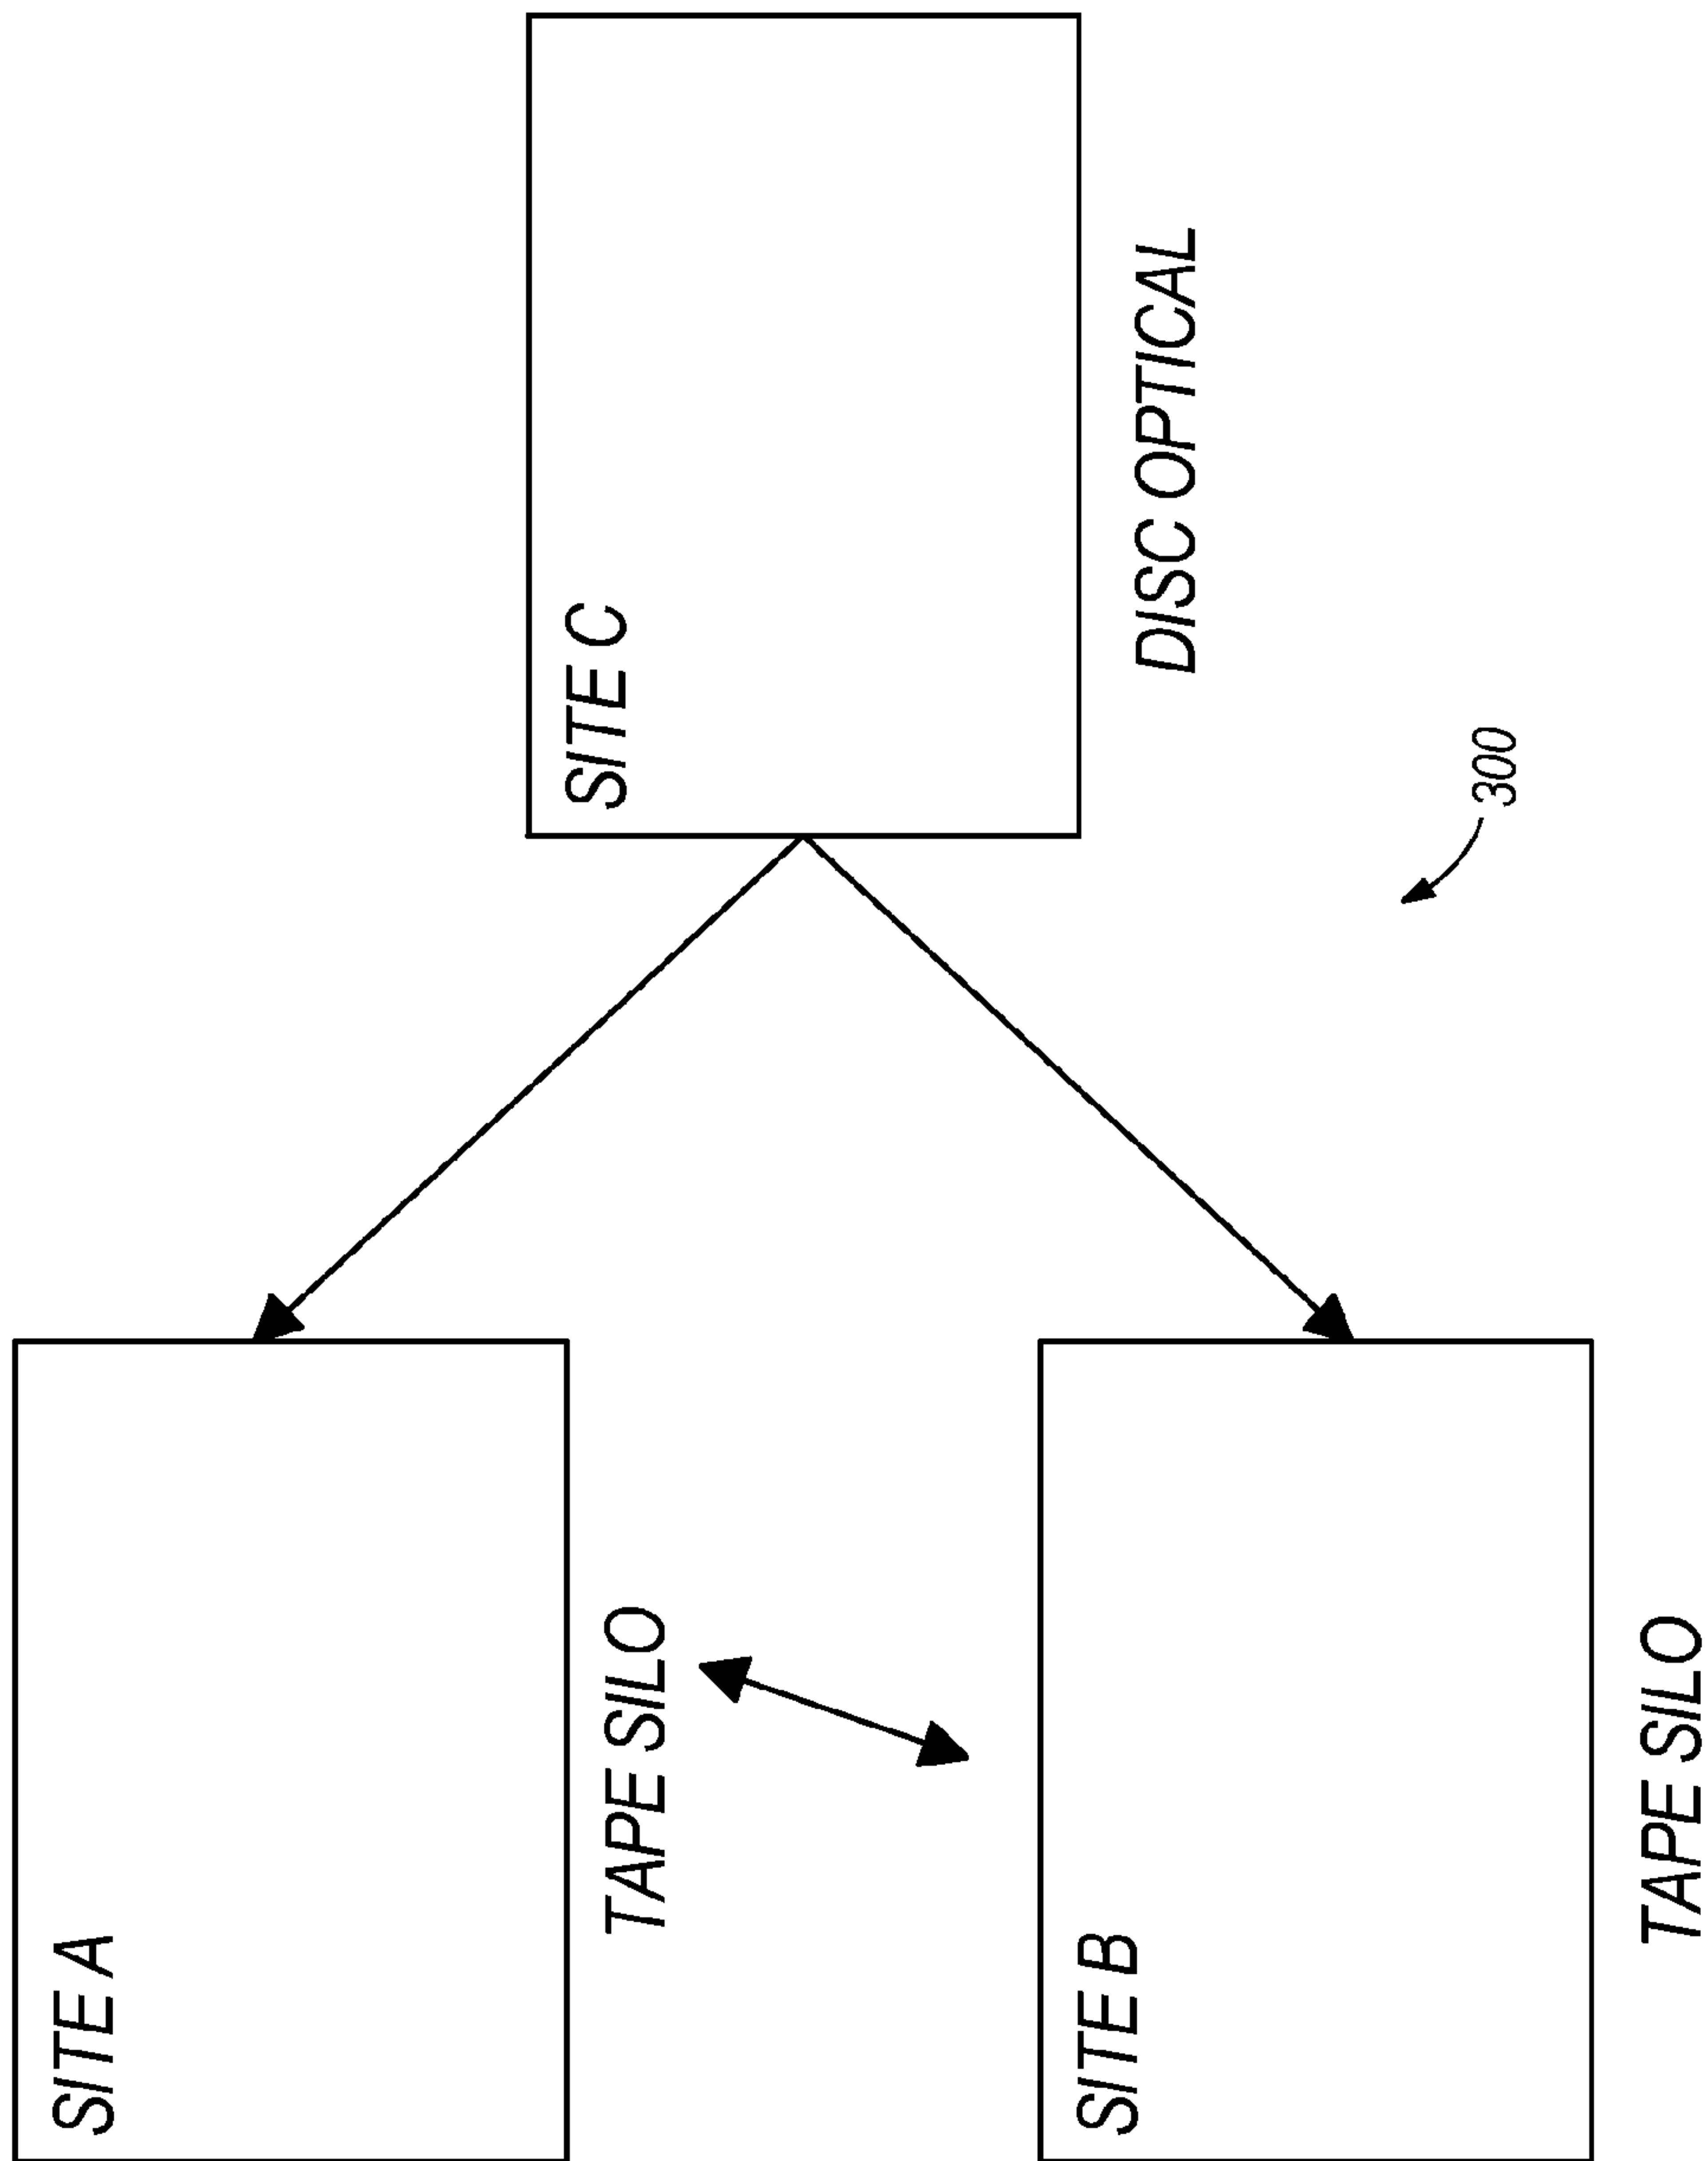 SITE A
TAPE SILO
SITE C
DISC OPTICAL
SITE B
TAPE SILO
300